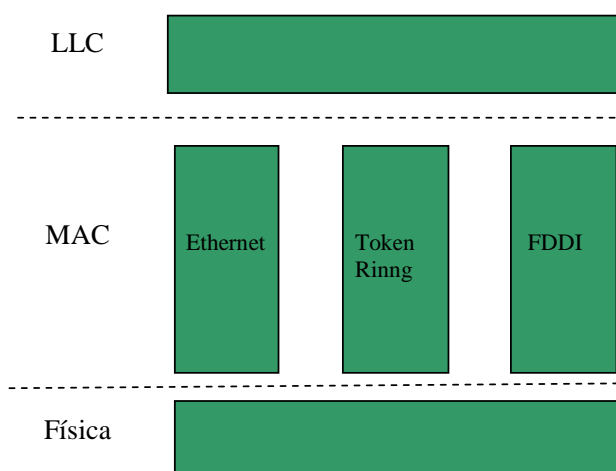 LLC
MAC
Ethernet
Token
Rinng
FDDI
Física